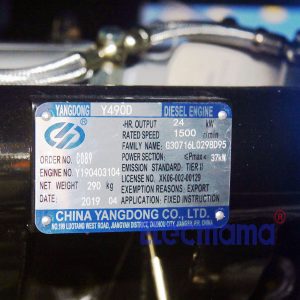 YANGDONG Y490D DIESEL ENGINE
-HR. OUTPUT 24 kW
RATED SPEED 1500 r/min
FAMILY NAME: G30716L0298D95
POWER SECTION: ≤Pmax< 37kW
ORDER NO. C089
EMISSION STANDARD: TIER II
ENGINE NO Y190403104
LICENSE NO. XK06-002-00129
NET WEIGHT 290 kg
EXEMPTION REASONS: EXPORT
DATE 2019 04
APPLICATION: FIXED INSTRUCTION
CHINA YANGDONG CO., LTD.